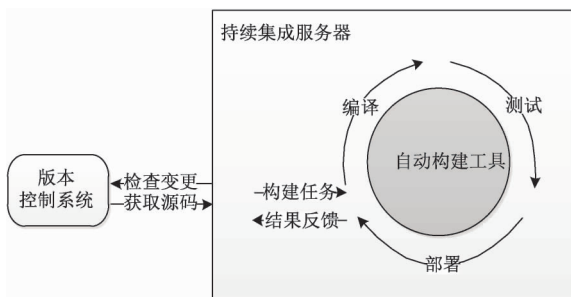 持续集成服务器
编译
测试
自动构建工具
版本
控制系统
检查变更
获取源码
构建任务
结果反馈
部署